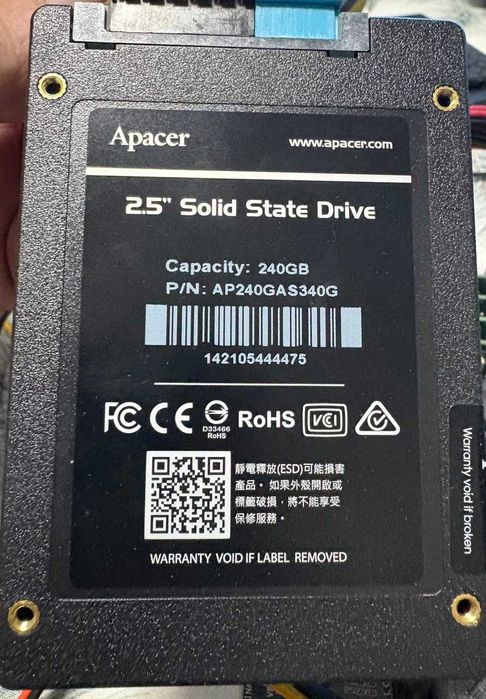 Apacer
www.apacer.com
2.5" Solid State Drive
Capacity: 240GB
P/N: AP240GAS340G
142105444475
FC CE D33466 RoHS RoHS VCI
靜電釋放(ESD)可能損害
產品。如果外殼開啟或
標籤破損,將不能享受
保修服務。
WARRANTY VOID IF LABEL REMOVED
Warranty void if broken